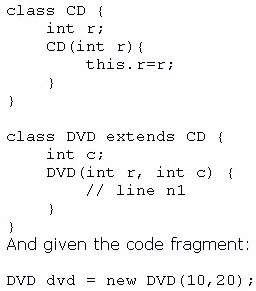 class CD {
    int r;
    CD(int r){
        this.r=r;
    }
}

class DVD extends CD {
    int c;
    DVD(int r, int c) {
        // line n1
    }
}
And given the code fragment:

DVD dvd = new DVD(10,20);